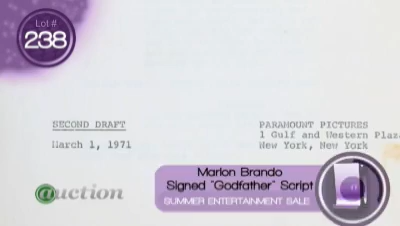 Lot #
238
SECOND DRAFT
March 1, 1971
PARAMOUNT PICTURES
1 Gulf and Western Plaza
New York, New York
@uction
Marlon Brando
Signed "Godfather" Script
SUMMER ENTERTAINMENT SALE